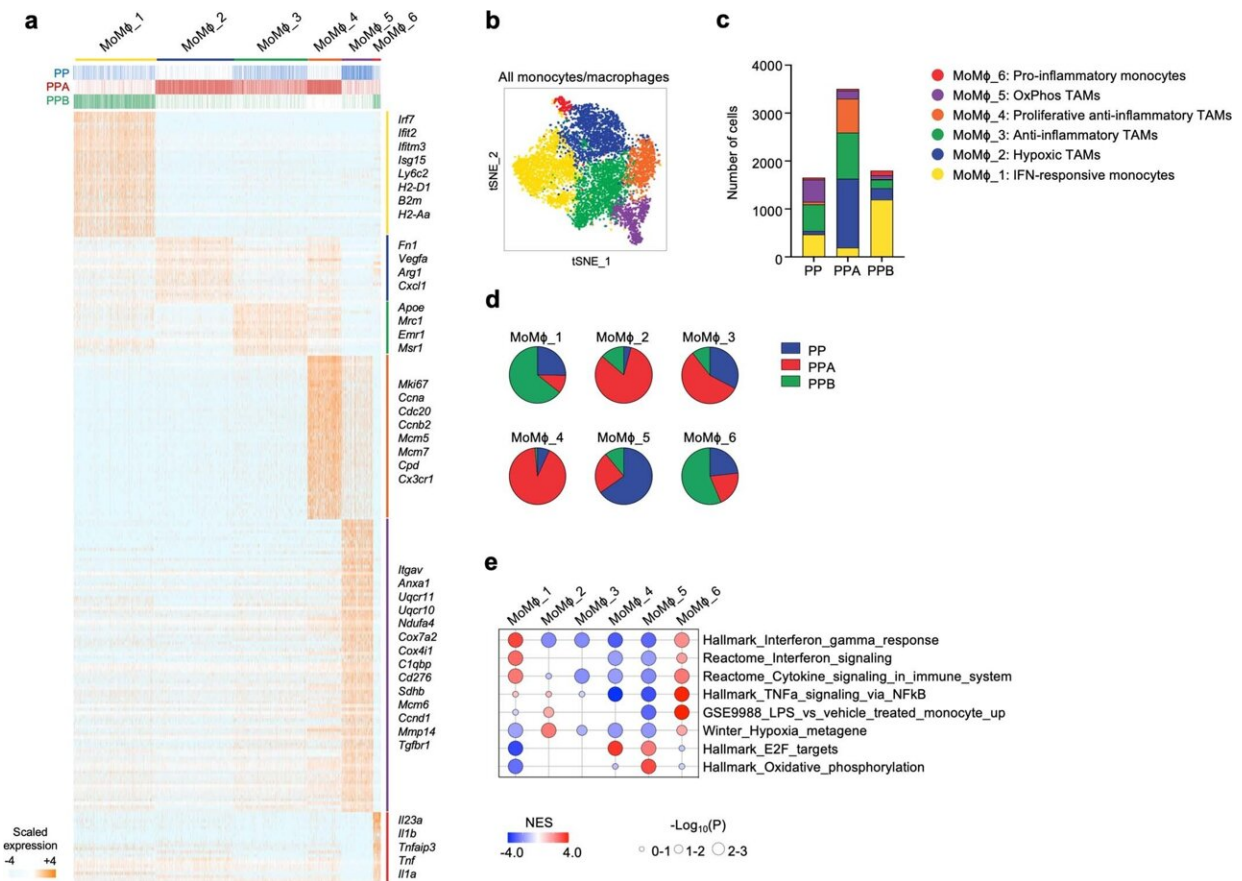 a
MoMϕ_1
MoMϕ_2
MoMϕ_3
MoMϕ_4
MoMϕ_5
MoMϕ_6
PP
PPA
PPB
Irf7
Ifit2
Ifitm3
Isg15
Ly6c2
H2-D1
B2m
H2-Aa
Fn1
Vegfa
Arg1
Cxcl1
Apoe
Mrc1
Emr1
Msr1
Mki67
Ccna
Cdc20
Ccnb2
Mcm5
Mcm7
Cpd
Cx3cr1
Itgav
Anxa1
Uqcr11
Uqcr10
Ndufa4
Cox7a2
Cox4i1
C1qbp
Cd276
Sdhb
Mcm6
Ccnd1
Mmp14
Tgfbr1
Il23a
Il1b
Tnfaip3
Tnf
Il1a
Scaled
expression
-4 +4
b
All monocytes/macrophages
tSNE_2
tSNE_1
c
Number of cells
4000
3000
2000
1000
0
PP PPA PPB
MoMϕ_6: Pro-inflammatory monocytes
MoMϕ_5: OxPhos TAMs
MoMϕ_4: Proliferative anti-inflammatory TAMs
MoMϕ_3: Anti-inflammatory TAMs
MoMϕ_2: Hypoxic TAMs
MoMϕ_1: IFN-responsive monocytes
d
MoMϕ_1 MoMϕ_2 MoMϕ_3
MoMϕ_4 MoMϕ_5 MoMϕ_6
PP
PPA
PPB
e
MoMϕ_1
MoMϕ_2
MoMϕ_3
MoMϕ_4
MoMϕ_5
MoMϕ_6
Hallmark_Interferon_gamma_response
Reactome_Interferon_signaling
Reactome_Cytokine_signaling_in_immune_system
Hallmark_TNFa_signaling_via_NFkB
GSE9988_LPS_vs_vehicle_treated_monocyte_up
Winter_Hypoxia_metagene
Hallmark_E2F_targets
Hallmark_Oxidative_phosphorylation
NES
-4.0 4.0
-Log10(P)
0-1 1-2 2-3